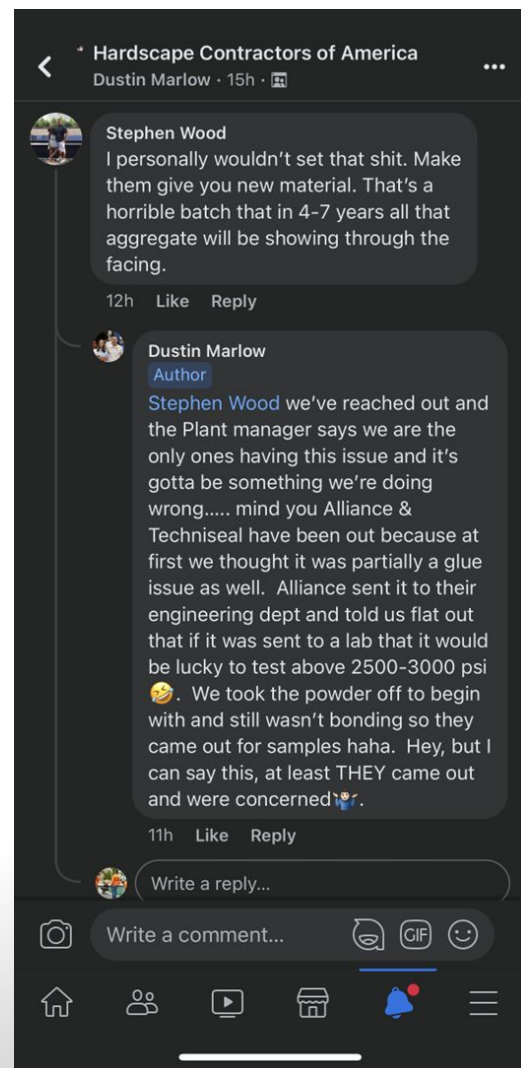 Hardscape Contractors of America
Dustin Marlow · 15h ·
Stephen Wood
I personally wouldn't set that shit. Make
them give you new material. That's a
horrible batch that in 4-7 years all that
aggregate will be showing through the
facing.
12h Like Reply
Dustin Marlow
Author
Stephen Wood we've reached out and
the Plant manager says we are the
only ones having this issue and it's
gotta be something we're doing
wrong..... mind you Alliance &
Techniseal have been out because at
first we thought it was partially a glue
issue as well.  Alliance sent it to their
engineering dept and told us flat out
that if it was sent to a lab that it would
be lucky to test above 2500-3000 psi
🤣.  We took the powder off to begin
with and still wasn't bonding so they
came out for samples haha.  Hey, but I
can say this, at least THEY came out
and were concerned🤷🏻‍♂️.
11h Like Reply
Write a reply...
Write a comment...
GIF